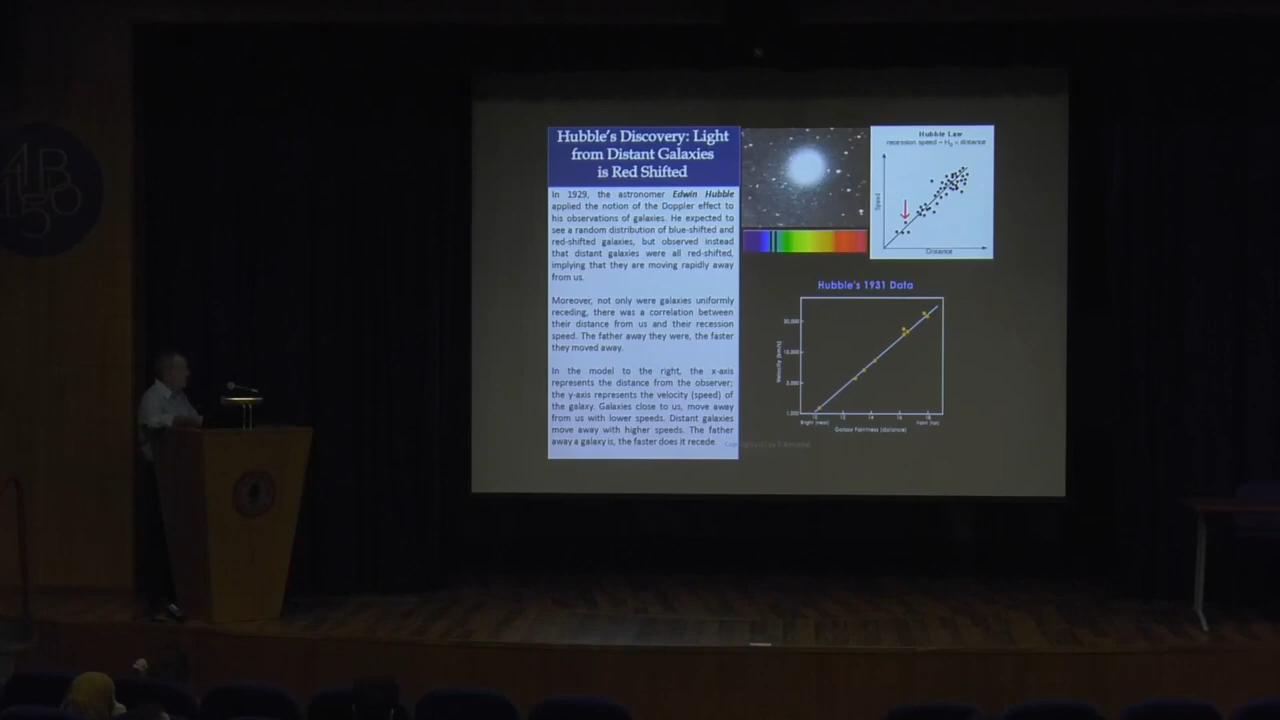 AUB
150
Hubble's Discovery: Light
from Distant Galaxies
is Red Shifted
In 1929, the astronomer Edwin Hubble
applied the notion of the Doppler effect to
his observations of galaxies. He expected to
see a random distribution of blue-shifted and
red-shifted galaxies, but observed instead
that distant galaxies were all red-shifted,
implying that they are moving rapidly away
from us.
Moreover, not only were galaxies uniformly
receding, there was a correlation between
their distance from us and their recession
speed. The father away they were, the faster
they moved away.
In the model to the right, the x-axis
represents the distance from the observer;
the y-axis represents the velocity (speed) of
the galaxy. Galaxies close to us, move away
from us with lower speeds. Distant galaxies
move away with higher speeds. The father
away a galaxy is, the faster does it recede.
Hubble Law
recession speed = H0 × distance
Speed
Distance
Hubble's 1931 Data
Velocity (km/s)
10,000
1,000
10 12 14 16 18
Bright (near) Faint (far)
Galaxy Faintness (distance)